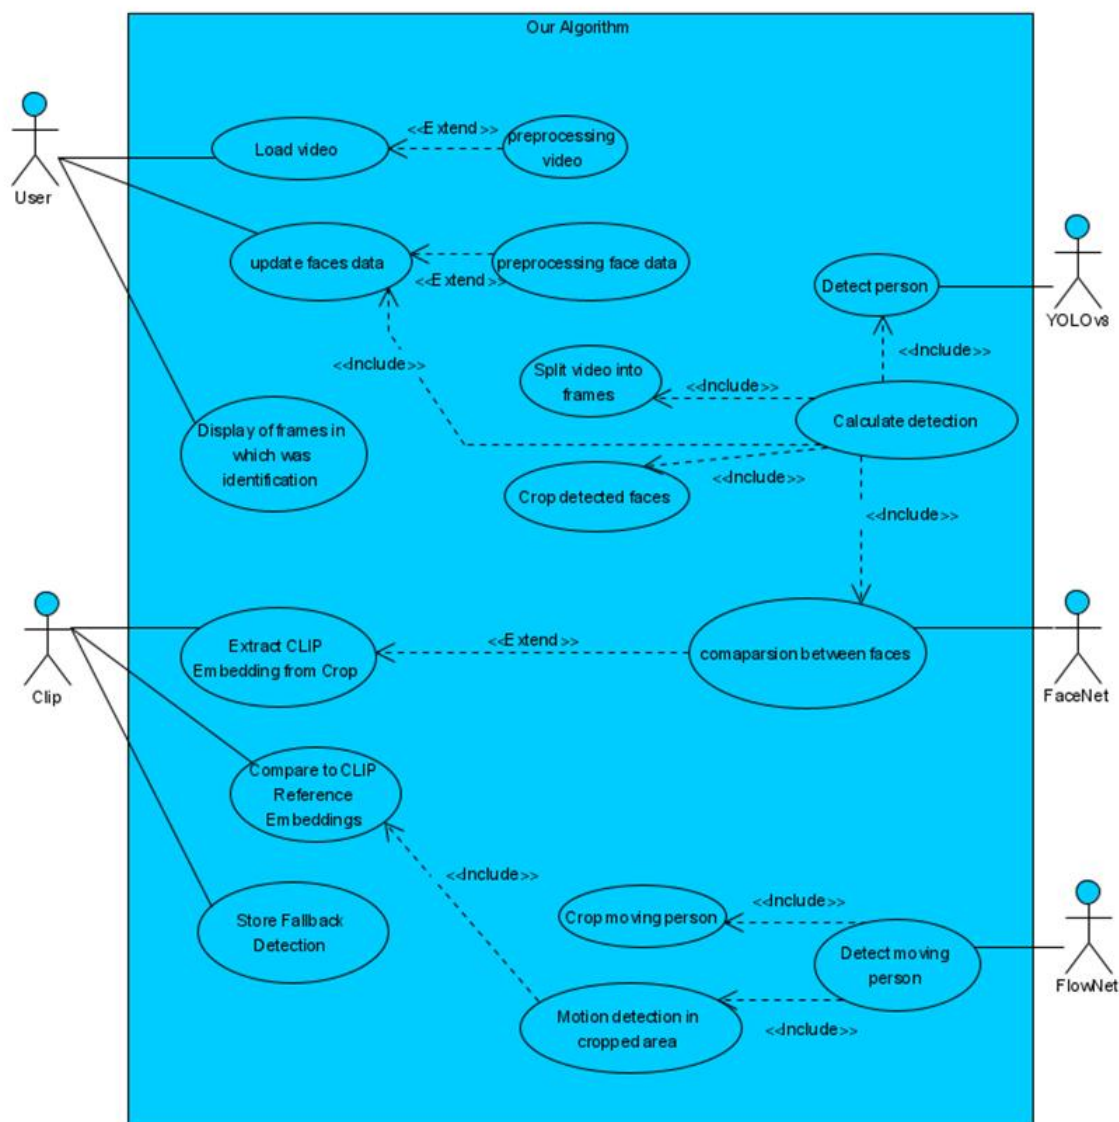 Our Algorithm
<<Extend>>
preprocessing
video
Load video
User
update faces data
preprocessing face data
<<Extend>>
Detect person
YOLOvs
<<Include>>
<<Include>>
Split video into
frames
<<Include>>
Calculate detection
Display of frames in
which was
identification
Crop detected faces
<<Include>>
<<Include>>
Extract CLIP
Embedding from Crop
<<Extend>>
comaparsion between faces
Clip
FaceNet
Compare to CLIP
Reference
Embeddings
<<Include>>
Store Fallback
Detection
Crop moving person
<<Include>>
Detect moving
person
FlowNet
Motion detection in
cropped area
<<Include>>